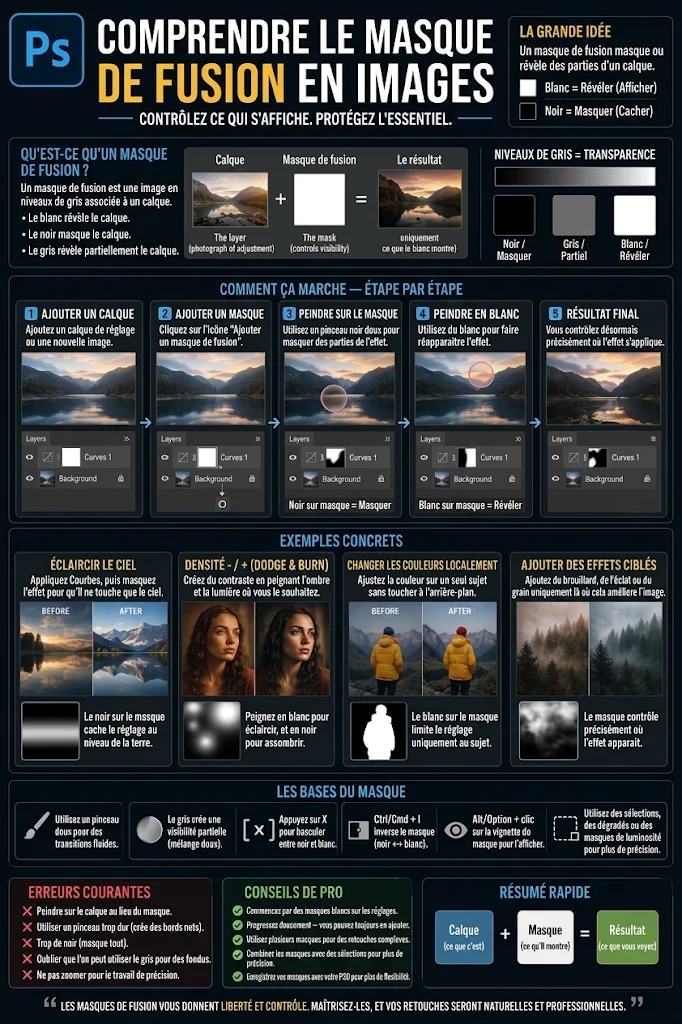 Ps
COMPRENDRE LE MASQUE
DE FUSION EN IMAGES
CONTRÔLEZ CE QUI S'AFFICHE. PROTÉGEZ L'ESSENTIEL.
LA GRANDE IDÉE
Un masque de fusion masque ou
révèle des parties d'un calque.
Blanc = Révéler (Afficher)
Noir = Masquer (Cacher)
QU'EST-CE QU'UN MASQUE
DE FUSION ?
Un masque de fusion est une image en
niveaux de gris associée à un calque.
• Le blanc révèle le calque.
• Le noir masque le calque.
• Le gris révèle partiellement le calque.
Calque
The layer
(photograph of adjustment)
+
Masque de fusion
The mask
(controls visibility)
=
Le résultat
uniquement
ce que le blanc montre)
NIVEAUX DE GRIS = TRANSPARENCE
Noir /
Masquer
Gris /
Partiel
Blanc /
Révéler
COMMENT ÇA MARCHE — ÉTAPE PAR ÉTAPE
1 AJOUTER UN CALQUE
Ajoutez un calque de réglage
ou une nouvelle image.
Layers
Curves 1
Background
2 AJOUTER UN MASQUE
Cliquez sur l'icône "Ajouter
un masque de fusion".
Layers
Curves 1
Background
3 PEINDRE SUR LE MASQUE
Utilisez un pinceau noir doux pour
masquer des parties de l'effet.
Layers
Curves 1
Background
Noir sur masque = Masquer
4 PEINDRE EN BLANC
Utilisez du blanc pour faire
réapparaître l'effet.
Layers
Curves 1
Background
Blanc sur masque = Révéler
5 RÉSULTAT FINAL
Vous contrôlez désormais
précisément où l'effet s'applique.
Layers
Curves 1
Background
EXEMPLES CONCRETS
ÉCLAIRCIR LE CIEL
Appliquez Courbes, puis masquez
l'effet pour qu'il ne touche que le ciel.
BEFORE
AFTER
Le noir sur le masque
cache le réglage au
niveau de la terre.
DENSITÉ - / + (DODGE & BURN)
Créez du contraste en peignant l'ombre
et la lumière où vous le souhaitez.
Peignez en blanc pour
éclaircir, et en noir
pour assombrir.
CHANGER LES COULEURS LOCALEMENT
Ajustez la couleur sur un seul sujet
sans toucher à l'arrière-plan.
BEFORE
AFTER
Le blanc sur le masque
limite le réglage
uniquement au sujet.
AJOUTER DES EFFETS CIBLÉS
Ajoutez du brouillard, de l'éclat ou du
grain uniquement là où cela améliore l'image.
Le masque contrôle
précisément où
l'effet apparait.
LES BASES DU MASQUE
Utilisez un pinceau
doux pour des
transitions fluides.
Le gris crée une
visibilité partielle
(mélange doux).
[×]
Appuyez sur X
pour basculer
entre noir et blanc.
Ctrl/Cmd + I
inverse le masque
(noir ↔ blanc).
Alt/Option + clic
sur la vignette du
masque pour l'afficher.
Utilisez des sélections,
des dégradés ou des
masques de luminosité
pour plus de précision.
ERREURS COURANTES
Peindre sur le calque au lieu du masque.
Utiliser un pinceau trop dur (crée des bords nets).
Trop de noir (masque tout).
Oublier que l'on peut utiliser le gris pour des fondus.
Ne pas zoomer pour le travail de précision.
CONSEILS DE PRO
Commencez par des masques blancs sur les réglages.
Progressez doucement — vous pouvez toujours en ajouter.
Utilisez plusieurs masques pour des retouches complexes.
Combinez les masques avec des sélections pour plus de
précision.
Enregistrez vos masques avec votre PSD pour plus de flexibilité.
RÉSUMÉ RAPIDE
Calque
(ce que c'est)
+
Masque
(ce qu'il montre)
=
Résultat
(ce que vous voyez)
“ LES MASQUES DE FUSION VOUS DONNENT LIBERTÉ ET CONTRÔLE. MAÎTRISEZ-LES, ET VOS RETOUCHES SERONT NATURELLES ET PROFESSIONNELLES. ”